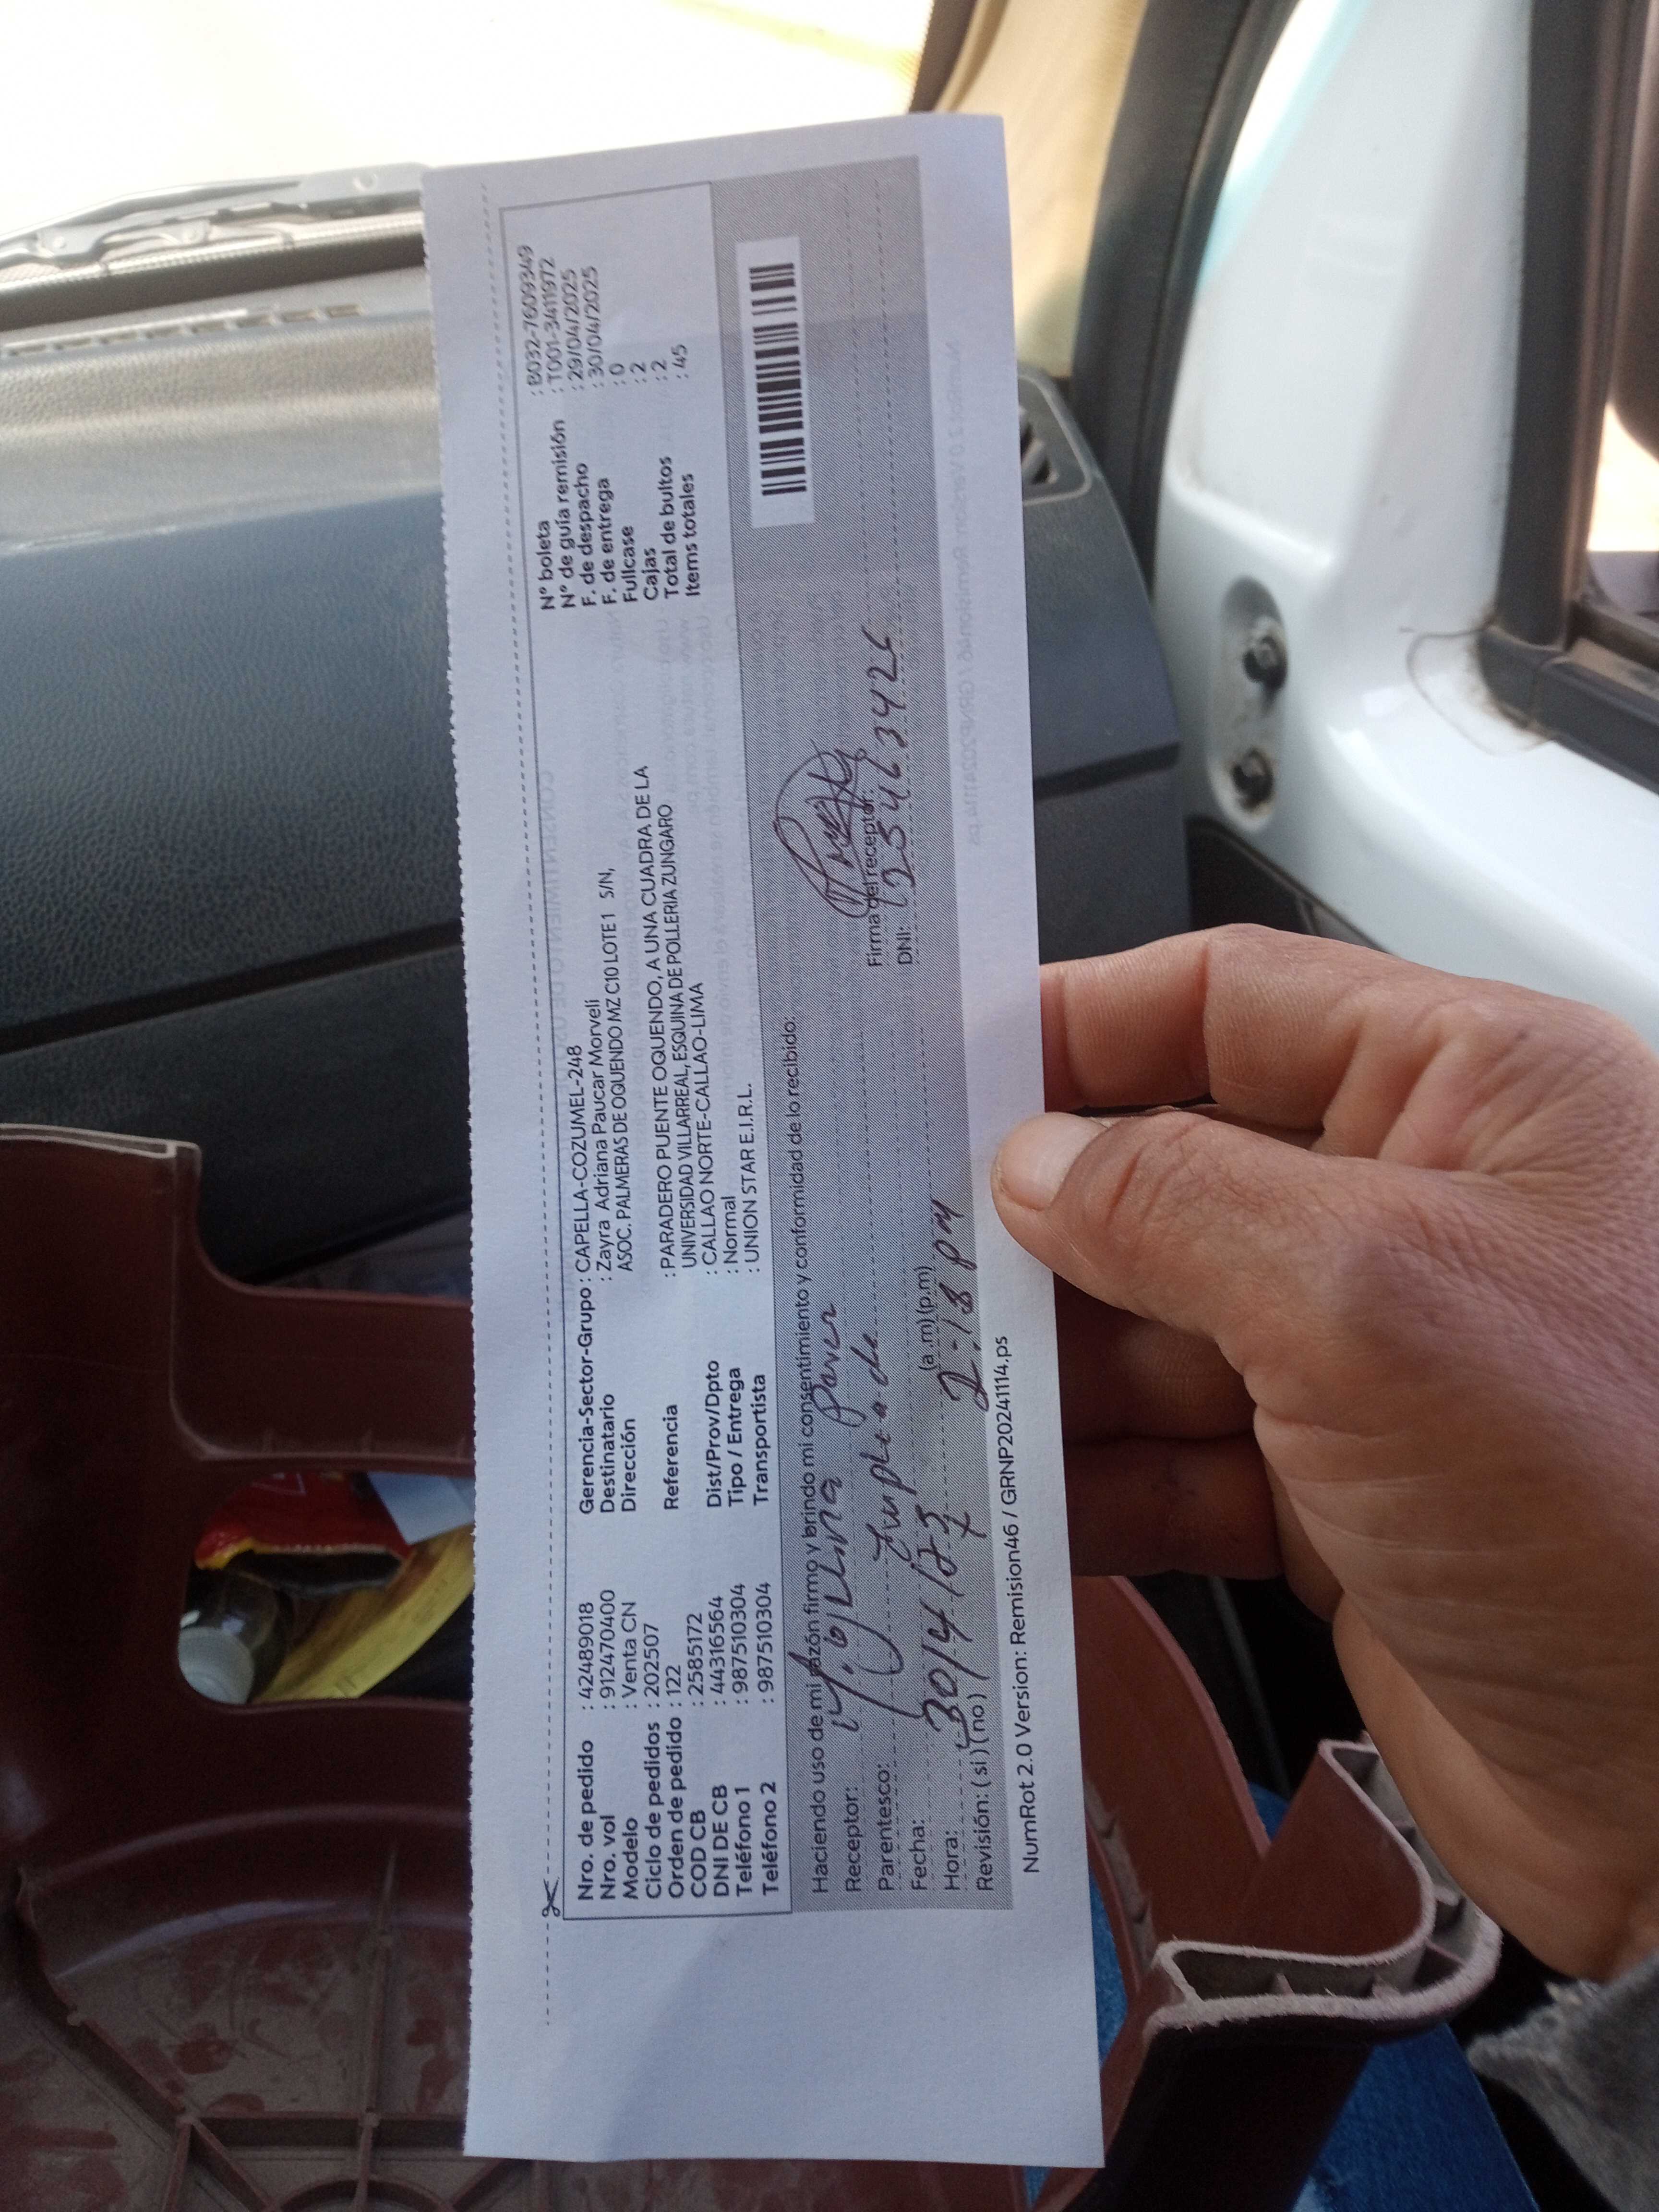 Nro. de pedido : 42489018
Nro. vol : 912470400
Modelo : Venta CN
Ciclo de pedidos : 202507
Orden de pedido : 122
COD CB : 2585172
DNI DE CB : 44316564
Teléfono 1 : 987510304
Teléfono 2 : 987510304
Gerencia-Sector-Grupo : CAPELLA-COZUMEL-248
Destinatario : Zayra Adriana Paucar Morveli
Dirección ASOC. PALMERAS DE OQUENDO MZ C10 LOTE 1 S/N,
Referencia : PARADERO PUENTE OQUENDO, A UNA CUADRA DE LA
UNIVERSIDAD VILLARREAL, ESQUINA DE POLLERIA ZUNGARO
Dist/Prov/Dpto : CALLAO NORTE-CALLAO-LIMA
Tipo / Entrega : Normal
Transportista : UNION STAR E.I.R.L.
N° boleta : B032-7609349
N° de guía remisión : T001-3411972
F. de despacho : 29/04/2025
F. de entrega : 30/04/2025
Fullcase : 0
Cajas : 2
Total de bultos : 2
Items totales : 45
Haciendo uso de mi razón firmo y brindo mi consentimiento y conformidad de lo recibido:
Receptor:
Parentesco:
Fecha: 30/4/
Hora: (a.m) (p.m) 2:18 pm
Revisión: (si) (no)
Firma del receptor:
DNI:
NumRot 2.0 Version: Remision46 / GRNP20241114.ps